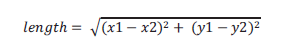 length = √(x1 − x2)² + (y1 − y2)²